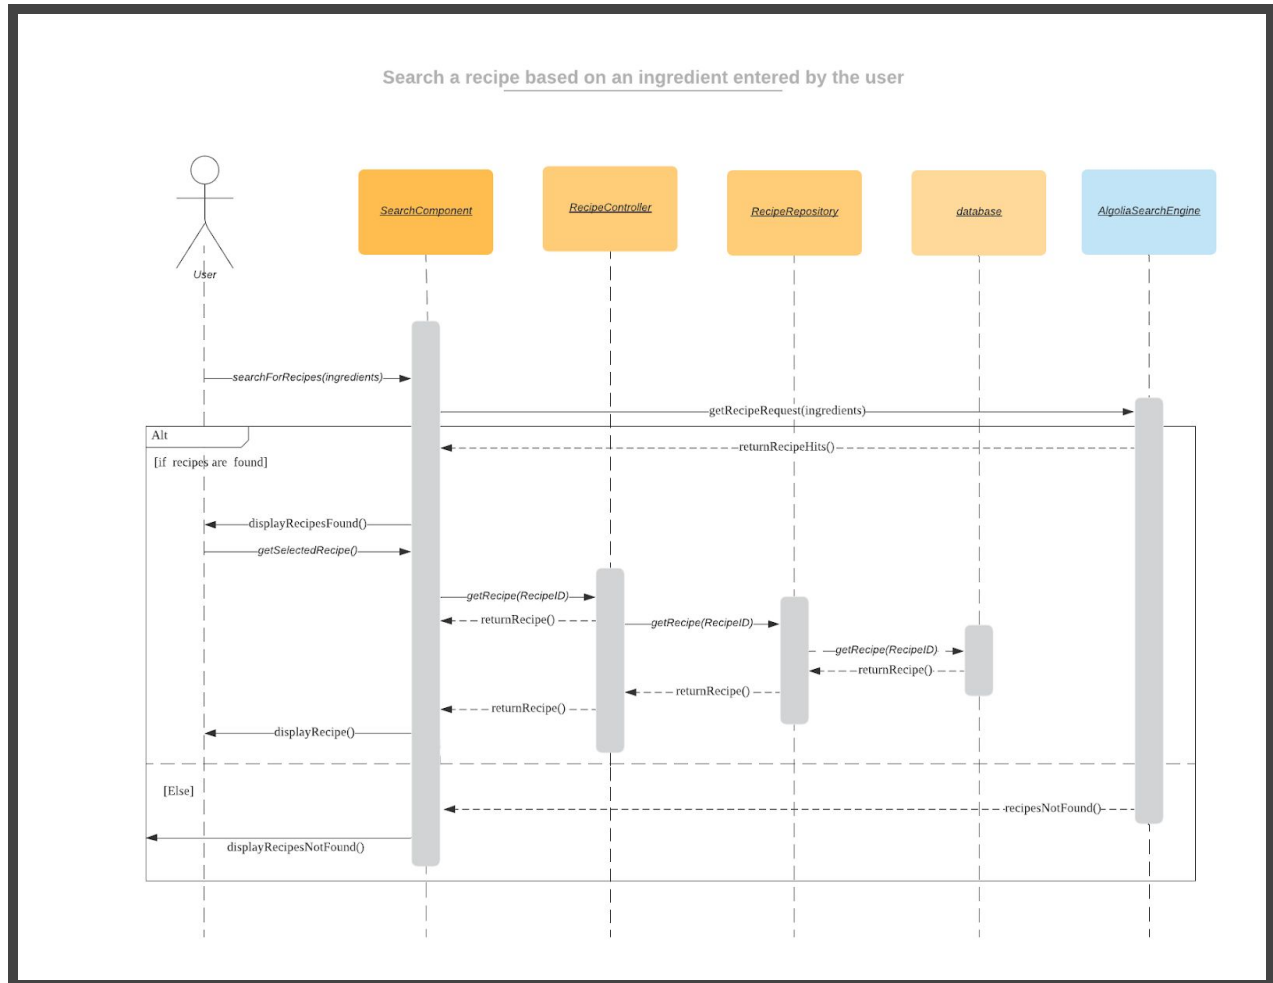 Search a recipe based on an ingredient entered by the user
User
SearchComponent
RecipeController
RecipeRepository
database
AlgoliaSearchEngine
searchForRecipes(ingredients)
getRecipeRequest(ingredients)
Alt
returnRecipeHits()
[if recipes are found]
displayRecipesFound()
getSelectedRecipe()
getRecipe(RecipeID)
returnRecipe()
getRecipe(RecipeID)
getRecipe(RecipeID)
returnRecipe()
returnRecipe()
returnRecipe()
displayRecipe()
[Else]
recipesNotFound()
displayRecipesNotFound()